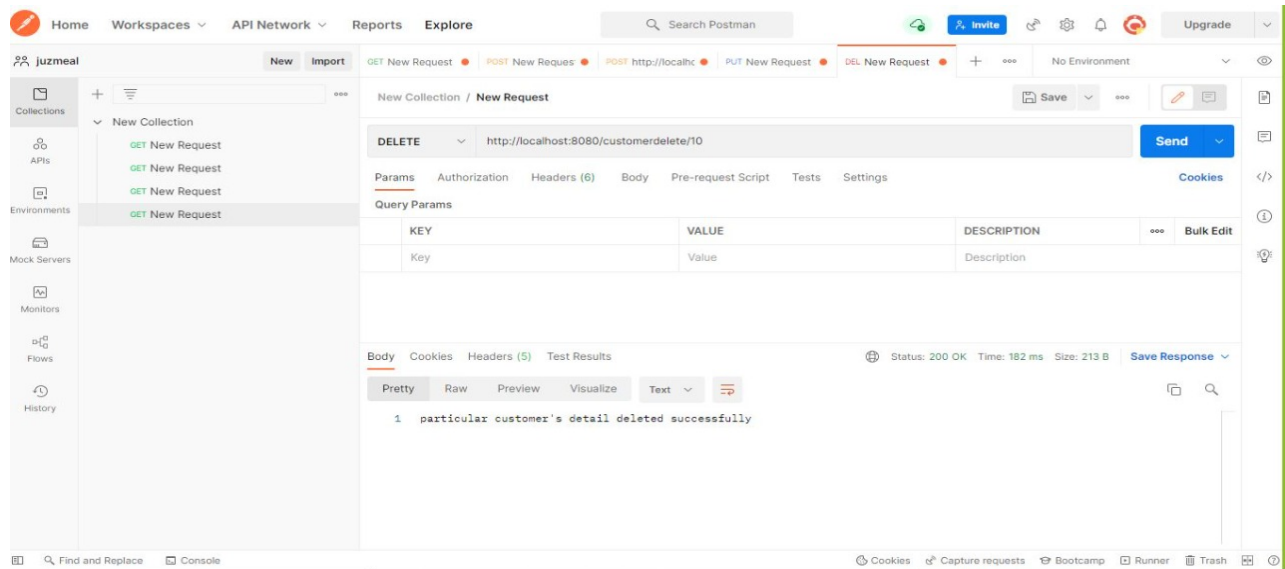 Home Workspaces API Network Reports Explore Search Postman Invite Upgrade
juzmeal New Import
GET New Request POST New Reques POST http://localhc PUT New Request DEL New Request + No Environment
Collections
APIs
Environments
Mock Servers
Monitors
Flows
History
New Collection
GET New Request
GET New Request
GET New Request
GET New Request
New Collection / New Request Save
DELETE http://localhost:8080/customerdelete/10 Send
Params Authorization Headers (6) Body Pre-request Script Tests Settings Cookies
Query Params
KEY VALUE DESCRIPTION Bulk Edit
Key Value Description
Body Cookies Headers (5) Test Results Status: 200 OK Time: 182 ms Size: 213 B Save Response
Pretty Raw Preview Visualize Text
1 particular customer's detail deleted successfully
Find and Replace Console Cookies Capture requests Bootcamp Runner Trash